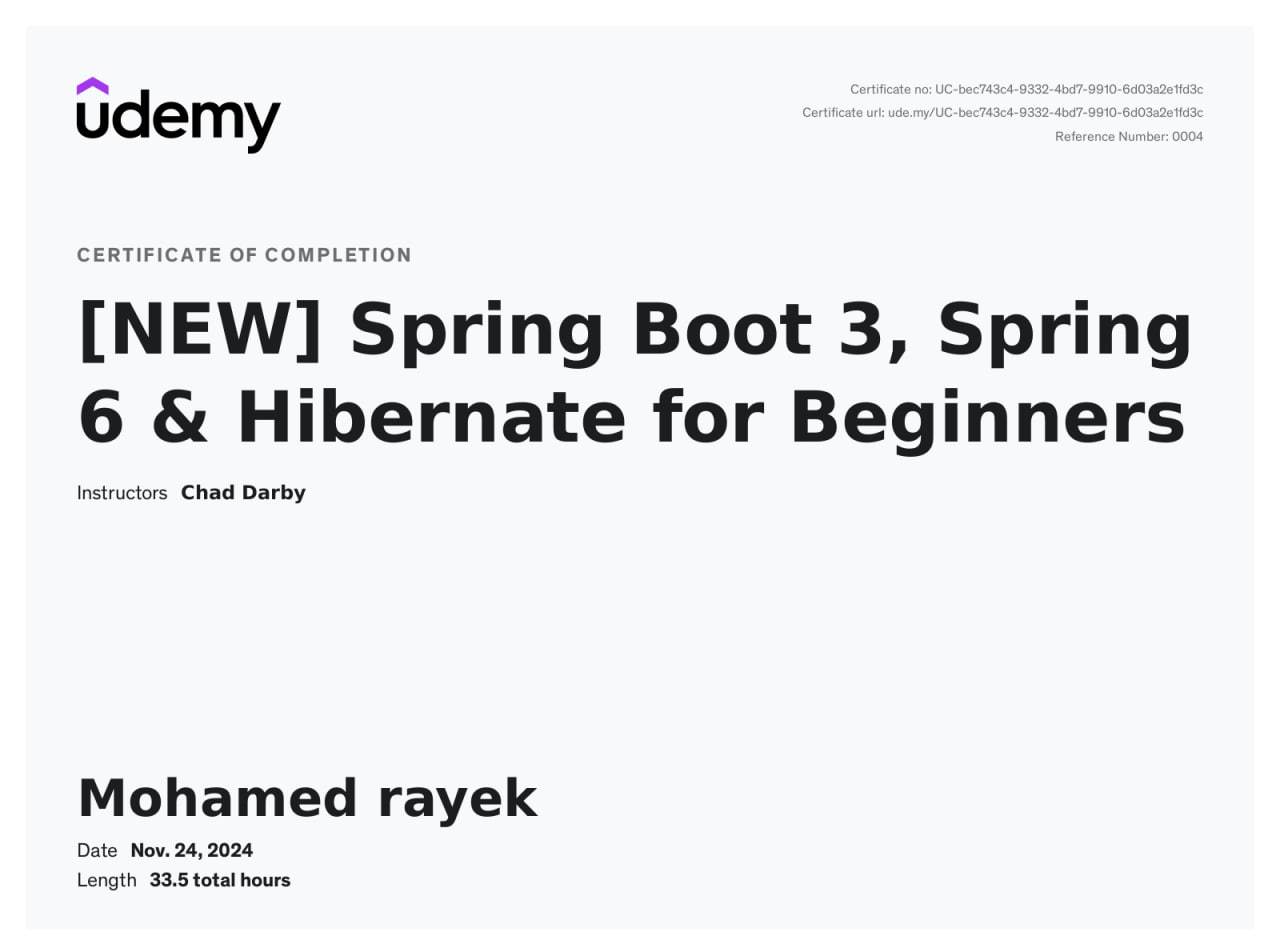 udemy
Certificate no: UC-bec743c4-9332-4bd7-9910-6d03a2e1fd3c
Certificate url: ude.my/UC-bec743c4-9332-4bd7-9910-6d03a2e1fd3c
Reference Number: 0004
CERTIFICATE OF COMPLETION
[NEW] Spring Boot 3, Spring
6 & Hibernate for Beginners
Instructors Chad Darby
Mohamed rayek
Date Nov. 24, 2024
Length 33.5 total hours